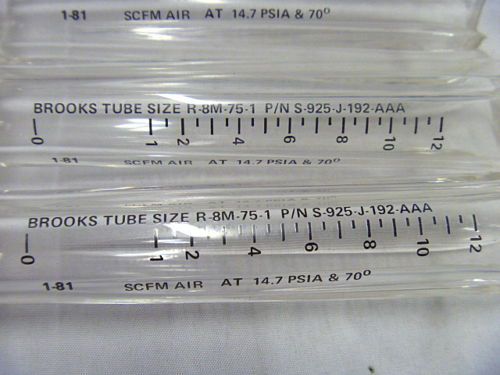 1-81 SCFM AIR AT 14.7 PSIA & 70°
BROOKS TUBE SIZE R-8M-75-1 P/N S-925-J-192-AAA
0 1 2 4 6 8 10 12
1-81 SCFM AIR AT 14.7 PSIA & 70°
BROOKS TUBE SIZE R-8M-75-1 P/N S-925-J-192-AAA
0 1 2 4 6 8 10 12
1-81 SCFM AIR AT 14.7 PSIA & 70°